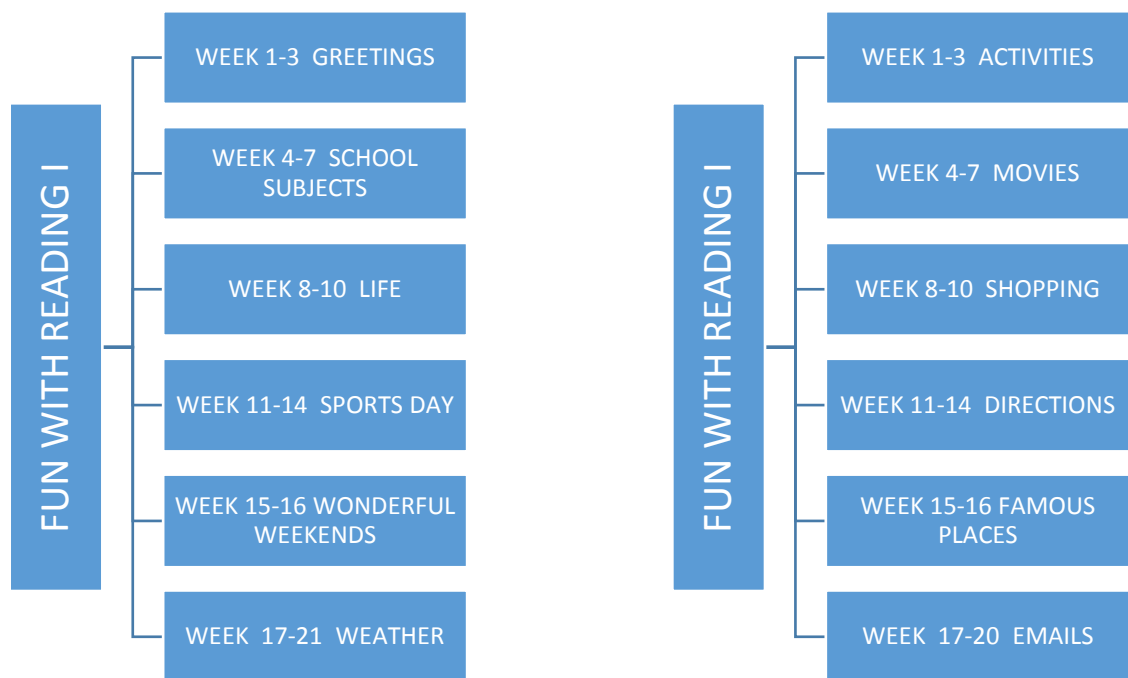 FUN WITH READING I
WEEK 1-3 GREETINGS
WEEK 4-7 SCHOOL
SUBJECTS
WEEK 8-10 LIFE
WEEK 11-14 SPORTS DAY
WEEK 15-16 WONDERFUL
WEEKENDS
WEEK 17-21 WEATHER
FUN WITH READING I
WEEK 1-3 ACTIVITIES
WEEK 4-7 MOVIES
WEEK 8-10 SHOPPING
WEEK 11-14 DIRECTIONS
WEEK 15-16 FAMOUS
PLACES
WEEK 17-20 EMAILS